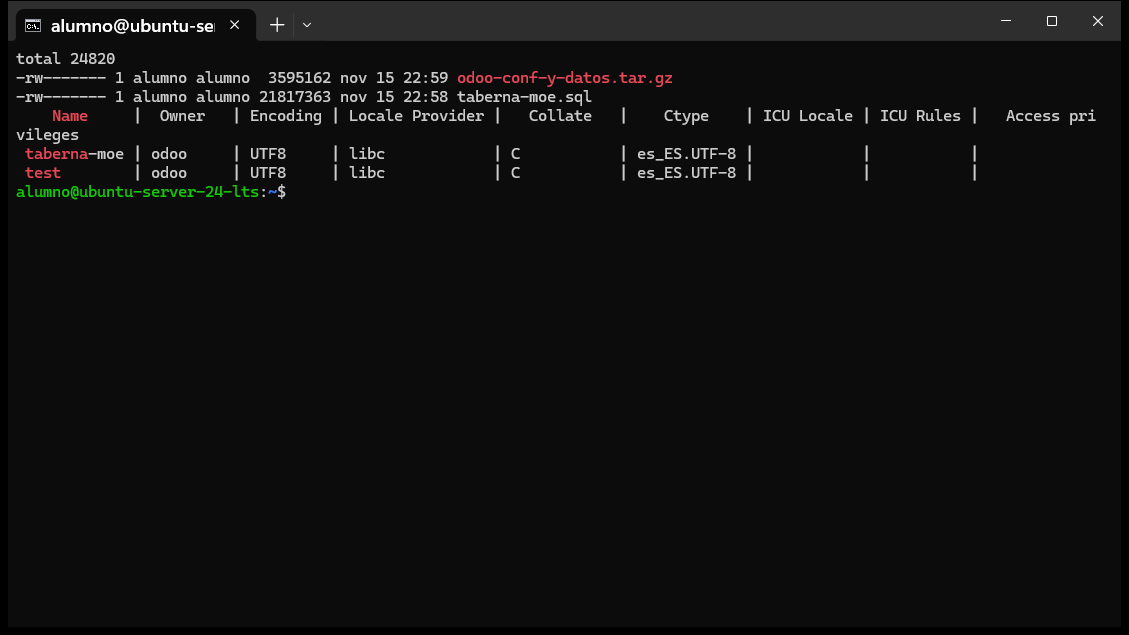 alumno@ubuntu-se
total 24820
-rw------- 1 alumno alumno  3595162 nov 15 22:59 odoo-conf-y-datos.tar.gz
-rw------- 1 alumno alumno 21817363 nov 15 22:58 taberna-moe.sql
    Name     |  Owner   | Encoding | Locale Provider |   Collate   |    Ctype    | ICU Locale | ICU Rules |   Access pri
vileges
 taberna-moe | odoo     | UTF8     | libc            | C           | es_ES.UTF-8 |            |           |
 test        | odoo     | UTF8     | libc            | C           | es_ES.UTF-8 |            |           |
alumno@ubuntu-server-24-lts:~$